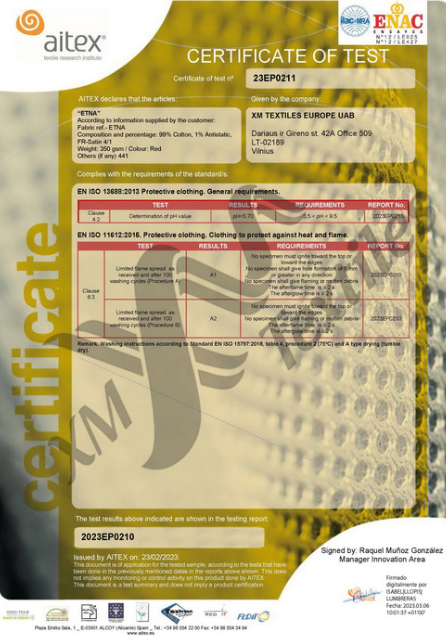 aitex®
textile research institute
ilac-MRA
ENAC
ENSAYOS
Nº12/LE025
Nº12/LE427
CERTIFICATE OF TEST
Certificate of test nº
23EP0211
AITEX declares that the articles:
Given by the company:
"ETNA"
According to information supplied by the customer:
Fabric ref.- ETNA
Composition and percentage: 99% Cotton, 1% Antistatic,
FR-Satin 4/1
Weight: 350 gsm / Colour: Red
Others (if any) 441
XM TEXTILES EUROPE UAB
Dariaus ir Gireno st. 42A Office 509
LT-02189
Vilnius
Complies with the requirements of the standard/s:
EN ISO 13688:2013 Protective clothing. General requirements.
TEST RESULTS REQUIREMENTS REPORT No.
Clause 4.2 Determination of pH value pH=5.70 3.5 < pH < 9.5 2023EP0210
EN ISO 11612:2016. Protective clothing. Clothing to protect against heat and flame.
TEST RESULTS REQUIREMENTS REPORT No.
Clause 6.3
Limited flame spread as
received and after 100
washing cycles (Procedure A)
A1
No specimen must ignite toward the top or
toward the edges
No specimen shall give hole formation of 5 mm
or greater in any direction
No specimen shall give flaming or molten debris
The afterflame time is ≤ 2 s
The afterglow time is ≤ 2 s
2023EP0210
Limited flame spread as
received and after 100
washing cycles (Procedure B)
A2
No specimen must ignite toward the top or
toward the edges
No specimen shall give flaming or molten debris
The afterflame time is ≤ 2 s
The afterglow time is ≤ 2 s
2023EP0210
Remark: Washing instructions according to Standard EN ISO 15797:2018, table 4, procedure 2 (75ºC) and A type drying (tumble
dry).
certificate
XM
The test results above indicated are shown in the testing report:
2023EP0210
Issued by AITEX on: 23/02/2023
This document is of application for the tested sample, according to the tests that have
been done in the previously mentioned dates in the reports above shown. This does
not implies any monitoring or control activity on this product done by AITEX.
This document is a test summary and does not imply a product certification.
Signed by: Raquel Muñoz González
Manager Innovation Area
Firmado
digitalmente por
ISABEL|LLOPIS|
LUMBRERAS
Fecha: 2023.03.06
10:01:37 +01'00'
Plaza Emilio Sala, 1 _ E-03801 ALCOY (Alicante) Spain _ Tel.: +34 96 554 22 00 Fax: +34 96 554 34 94
www.aitex.es